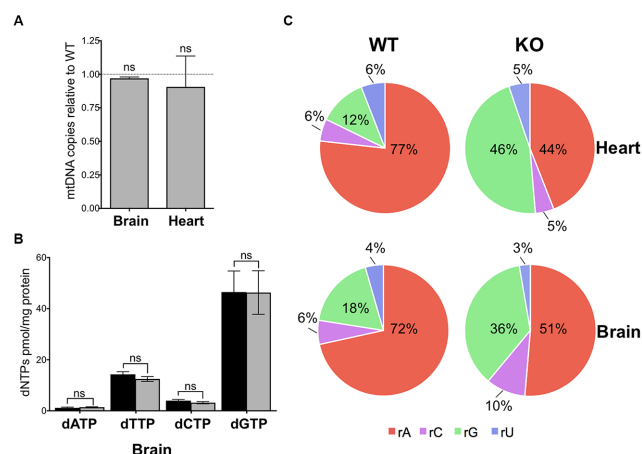 A
mtDNA copies relative to WT
1.25
1.00
0.75
0.50
0.25
0.00
ns
ns
Brain
Heart
B
dNTPs pmol/mg protein
60
40
20
0
ns
ns
ns
ns
dATP
dTTP
dCTP
dGTP
Brain
C
WT
KO
6%
6%
12%
77%
5%
46%
44%
5%
Heart
4%
6%
18%
72%
3%
36%
51%
10%
Brain
rA
rC
rG
rU